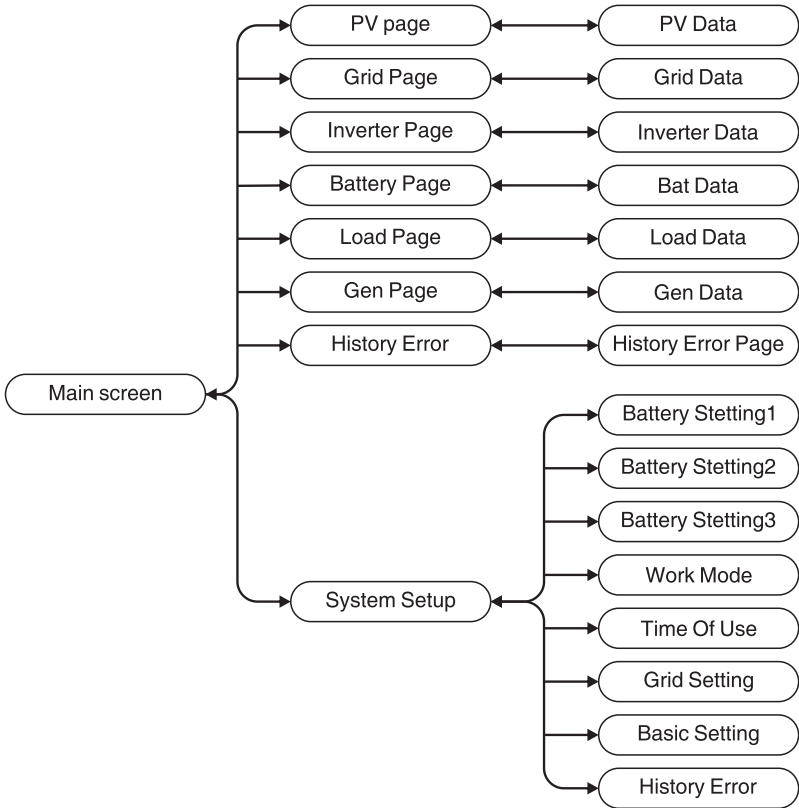 PV page
PV Data
Grid Page
Grid Data
Inverter Page
Inverter Data
Battery Page
Bat Data
Load Page
Load Data
Gen Page
Gen Data
History Error
History Error Page
Main screen
Battery Stetting1
Battery Stetting2
Battery Stetting3
Work Mode
System Setup
Time Of Use
Grid Setting
Basic Setting
History Error